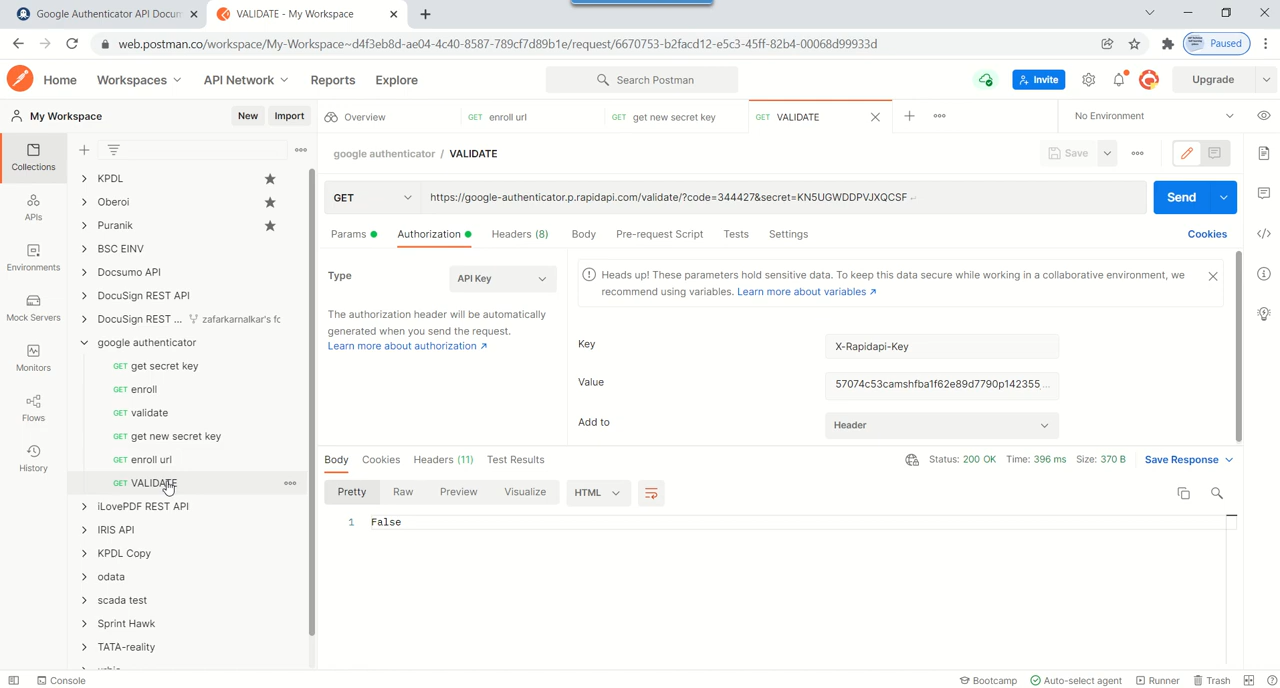 Google Authenticator API Docum
VALIDATE - My Workspace
web.postman.co/workspace/My-Workspace~d4f3eb8d-ae04-4c40-8587-789cf7d89b1e/request/6670753-b2facd12-e5c3-45ff-82b4-00068d99933d
Paused
Home
Workspaces
API Network
Reports
Explore
Search Postman
Invite
Upgrade
My Workspace
New
Import
Overview
GET enroll url
GET get new secret key
GET VALIDATE
No Environment
Collections
APIs
Environments
Mock Servers
Monitors
Flows
History
KPDL
Oberoi
Puranik
BSC EINV
Docsumo API
DocuSign REST API
DocuSign REST ... zafarkarnalkar's fo
google authenticator
GET get secret key
GET enroll
GET validate
GET get new secret key
GET enroll url
GET VALIDATE
iLovePDF REST API
IRIS API
KPDL Copy
odata
scada test
Sprint Hawk
TATA-reality
google authenticator / VALIDATE
Save
GET
https://google-authenticator.p.rapidapi.com/validate/?code=344427&secret=KN5UGWDDPVJXQCSF
Send
Params
Authorization
Headers (8)
Body
Pre-request Script
Tests
Settings
Cookies
Type
API Key
The authorization header will be automatically
generated when you send the request.
Learn more about authorization ↗
Heads up! These parameters hold sensitive data. To keep this data secure while working in a collaborative environment, we
recommend using variables. Learn more about variables ↗
Key
X-Rapidapi-Key
Value
57074c53camshfba1f62e89d7790p142355 ...
Add to
Header
Body
Cookies
Headers (11)
Test Results
Status: 200 OK
Time: 396 ms
Size: 370 B
Save Response
Pretty
Raw
Preview
Visualize
HTML
1 False
Console
Bootcamp
Auto-select agent
Runner
Trash